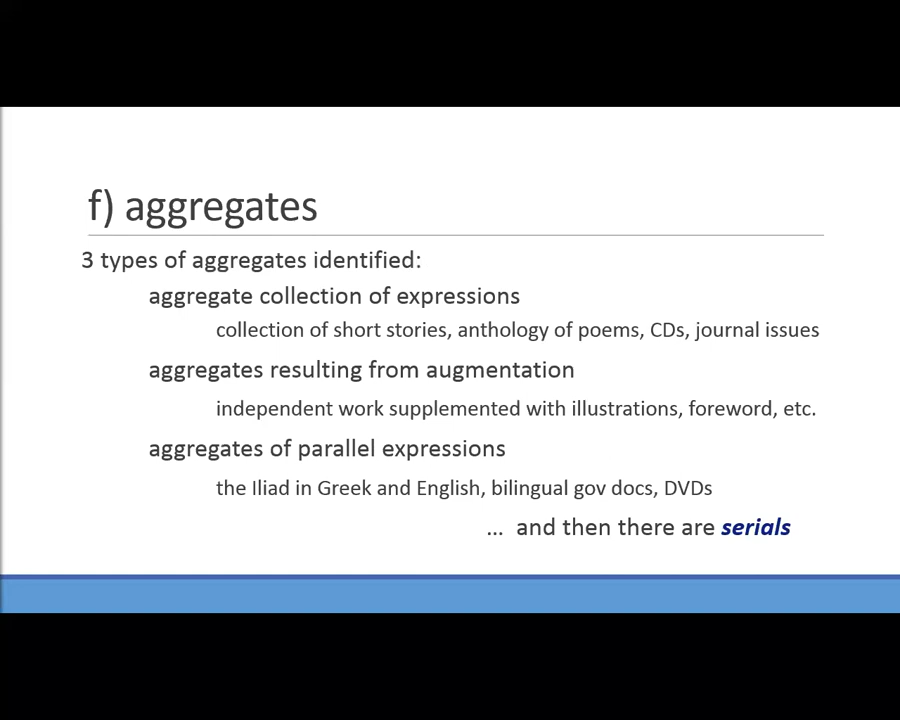 f) aggregates
3 types of aggregates identified:
aggregate collection of expressions
collection of short stories, anthology of poems, CDs, journal issues
aggregates resulting from augmentation
independent work supplemented with illustrations, foreword, etc.
aggregates of parallel expressions
the Iliad in Greek and English, bilingual gov docs, DVDs
... and then there are serials